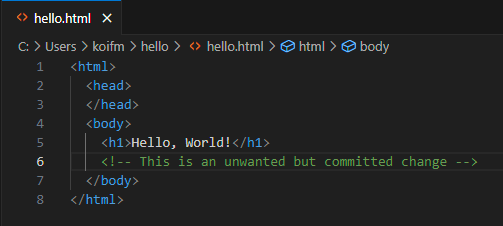 hello.html ×
C: > Users > koifm > hello > <> hello.html > html > body
1 <html>
2 <head>
3 </head>
4 <body>
5 <h1>Hello, World!</h1>
6 <!-- This is an unwanted but committed change -->
7 </body>
8 </html>